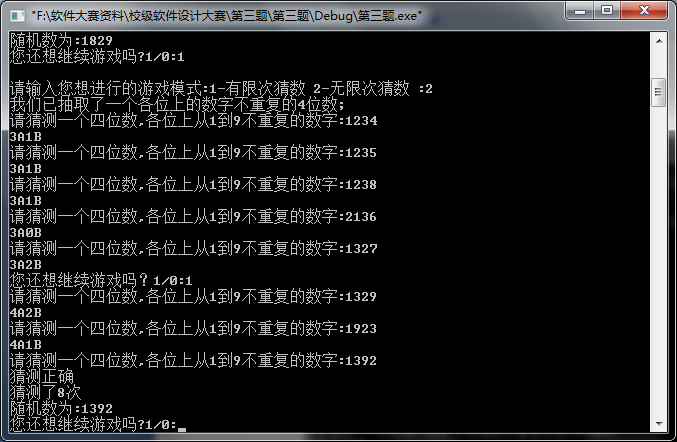 "F:\软件大赛资料\校级软件设计大赛\第三题\第三题\Debug\第三题.exe"
随机数为:1829
您还想继续游戏吗?1/0:1
请输入您想进行的游戏模式:1-有限次猜数 2-无限次猜数 :2
我们已抽取了一个各位上的数字不重复的4位数;
请猜测一个四位数,各位上从1到9不重复的数字:1234
3A1B
请猜测一个四位数,各位上从1到9不重复的数字:1235
3A1B
请猜测一个四位数,各位上从1到9不重复的数字:1238
3A1B
请猜测一个四位数,各位上从1到9不重复的数字:2136
3A0B
请猜测一个四位数,各位上从1到9不重复的数字:1327
3A2B
您还想继续游戏吗？1/0:1
请猜测一个四位数,各位上从1到9不重复的数字:1329
4A2B
请猜测一个四位数,各位上从1到9不重复的数字:1923
4A1B
请猜测一个四位数,各位上从1到9不重复的数字:1392
猜测正确
猜测了8次
随机数为:1392
您还想继续游戏吗?1/0: